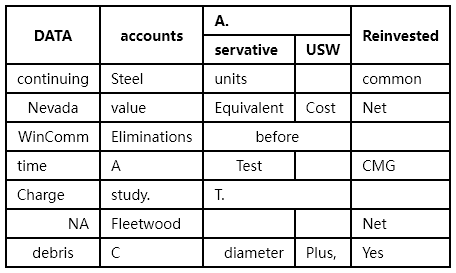 DATA accounts A. Reinvested
servative USW
continuing Steel units common
Nevada value Equivalent Cost Net
WinComm Eliminations before
time A Test CMG
Charge study. T.
NA Fleetwood Net
debris C diameter Plus, Yes